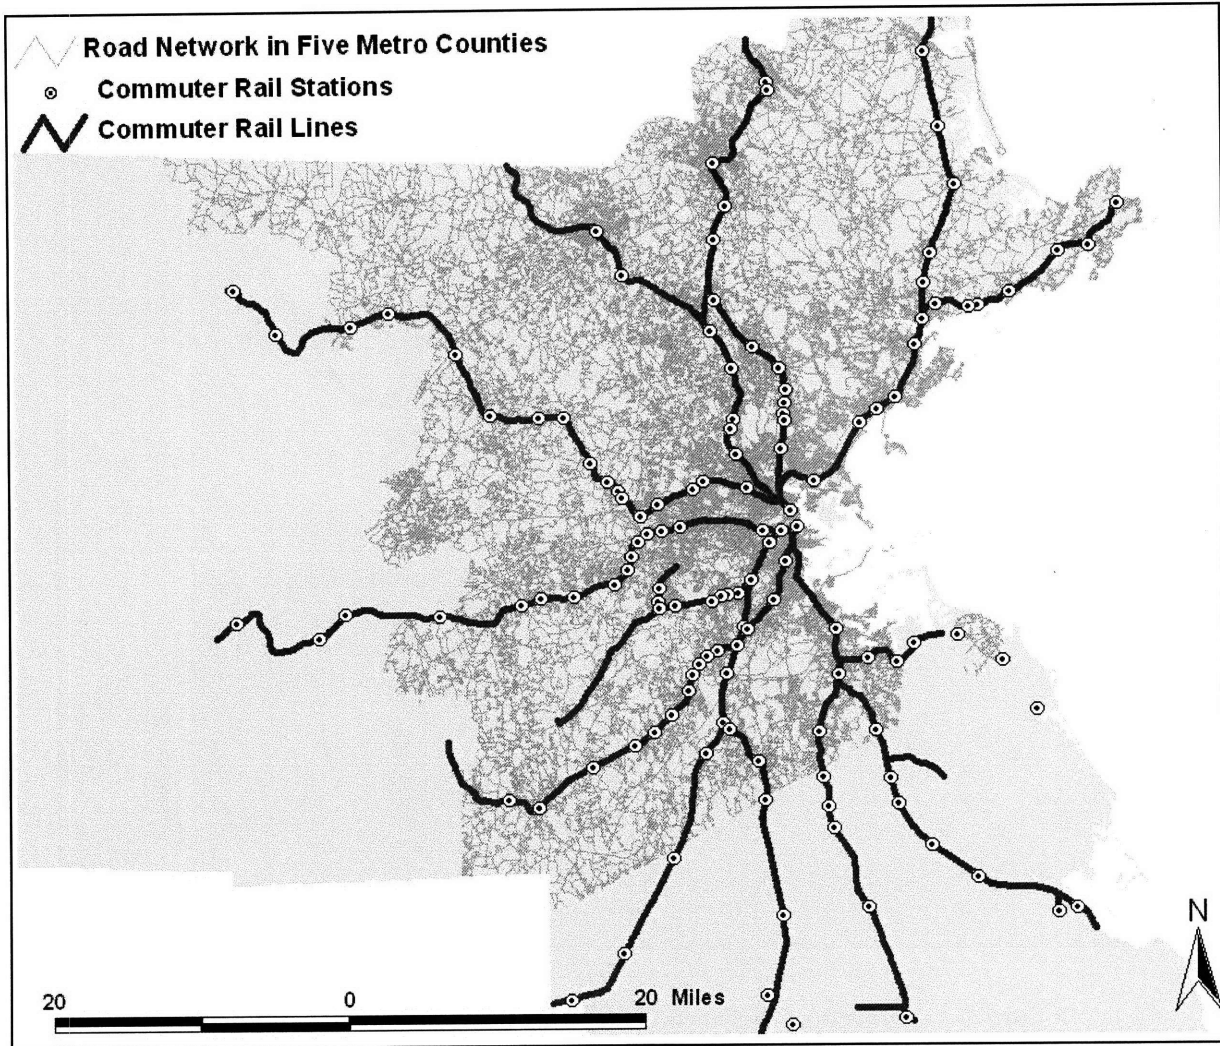 Road Network in Five Metro Counties
Commuter Rail Stations
Commuter Rail Lines
N
20 0 20 Miles